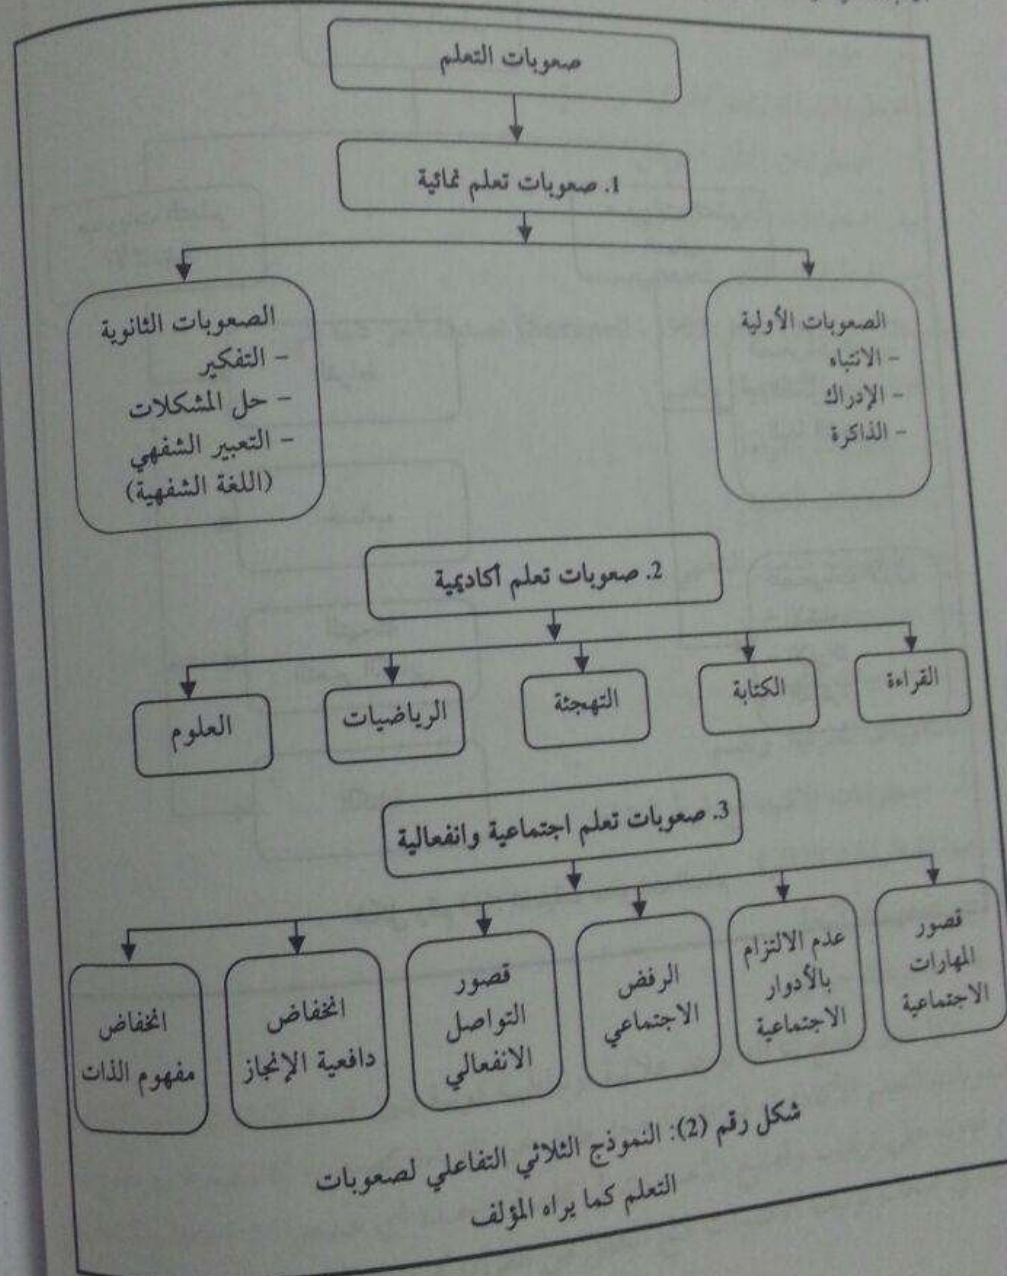 صعوبات التعلم
1. صعوبات تعلم نمائية
الصعوبات الأولية
- الانتباه
- الإدراك
- الذاكرة
الصعوبات الثانوية
- التفكير
- حل المشكلات
- التعبير الشفهي
(اللغة الشفهية)
2. صعوبات تعلم أكاديمية
القراءة
الكتابة
التهجئة
الرياضيات
العلوم
3. صعوبات تعلم اجتماعية وانفعالية
قصور
المهارات
الاجتماعية
عدم الالتزام
بالأدوار
الاجتماعية
الرفض
الاجتماعي
قصور
التواصل
الانفعالي
انخفاض
دافعية الإنجاز
انخفاض
مفهوم الذات
شكل رقم (2): النموذج الثلاثي التفاعلي لصعوبات
التعلم كما يراه المؤلف